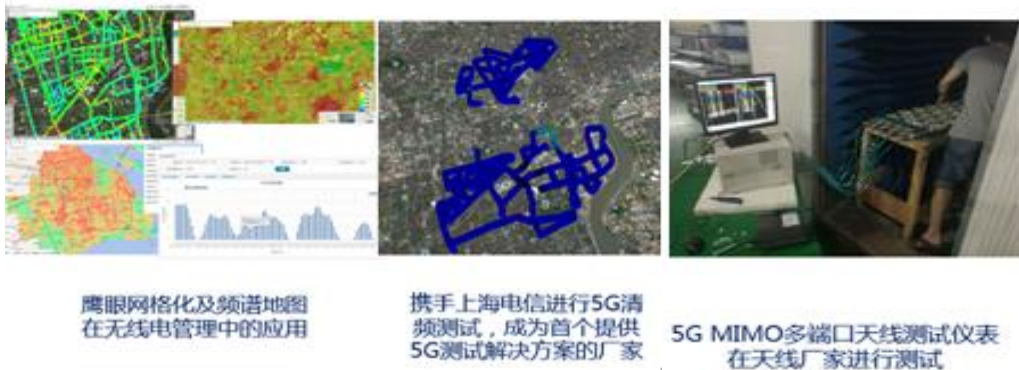 鹰眼网格化及频谱地图
在无线电管理中的应用
携手上海电信进行5G清
频测试，成为首个提供
5G测试解决方案的厂家
5G MIMO多端口天线测试仪表
在天线厂家进行测试